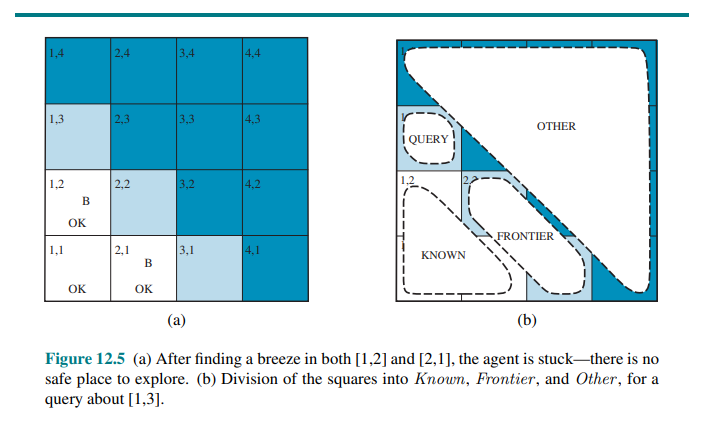 1,4 2,4 3,4 4,4
1,3 2,3 3,3 4,3
1,2 2,2 3,2 4,2
B
OK
1,1 2,1 3,1 4,1
B
OK OK
(a)
OTHER
QUERY
1,2
FRONTIER
KNOWN
(b)
Figure 12.5 (a) After finding a breeze in both [1,2] and [2,1], the agent is stuck—there is no
safe place to explore. (b) Division of the squares into Known, Frontier, and Other, for a
query about [1,3].